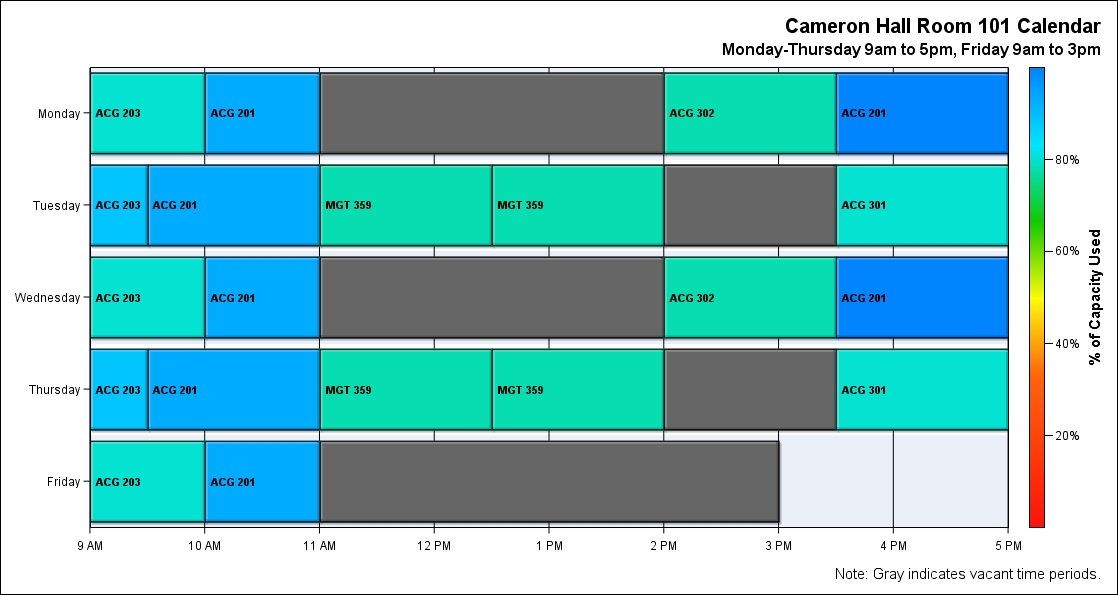 Cameron Hall Room 101 Calendar
Monday-Thursday 9am to 5pm, Friday 9am to 3pm
Monday
ACG 203
ACG 201
ACG 302
ACG 201
Tuesday
ACG 203
ACG 201
MGT 359
MGT 359
ACG 301
Wednesday
ACG 203
ACG 201
ACG 302
ACG 201
Thursday
ACG 203
ACG 201
MGT 359
MGT 359
ACG 301
Friday
ACG 203
ACG 201
9 AM
10 AM
11 AM
12 PM
1 PM
2 PM
3 PM
4 PM
5 PM
80%
60%
40%
20%
% of Capacity Used
Note: Gray indicates vacant time periods.